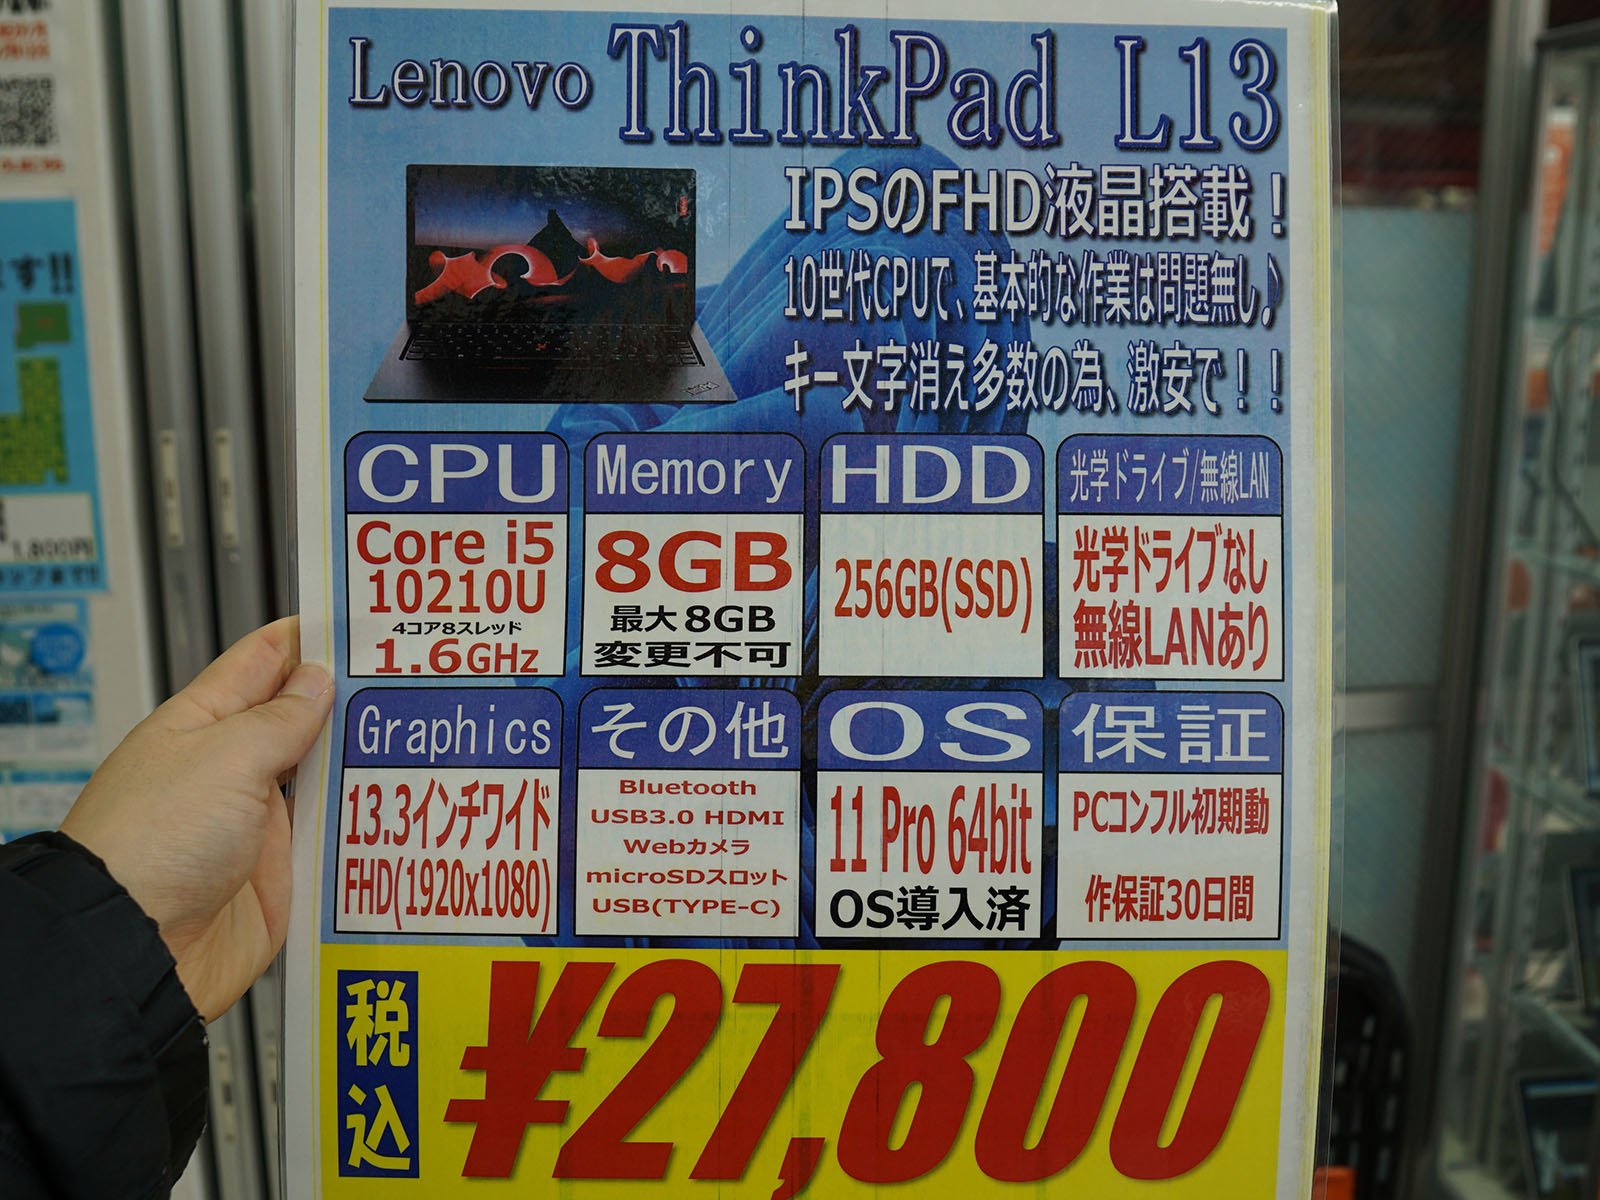 Lenovo ThinkPad L13
IPSのFHD液晶搭載！
10世代CPUで、基本的な作業は問題無し♪
キー文字消え多数の為、激安で！！
CPU
Core i5
10210U
4コア8スレッド
1.6GHz
Memory
8GB
最大8GB
変更不可
HDD
256GB(SSD)
光学ドライブ/無線LAN
光学ドライブなし
無線LANあり
Graphics
13.3インチワイド
FHD(1920x1080)
その他
Bluetooth
USB3.0 HDMI
Webカメラ
microSDスロット
USB(TYPE-C)
OS
11 Pro 64bit
OS導入済
保証
PCコンフル初期動
作保証30日間
税込
¥27,800
ます!!
1,800円